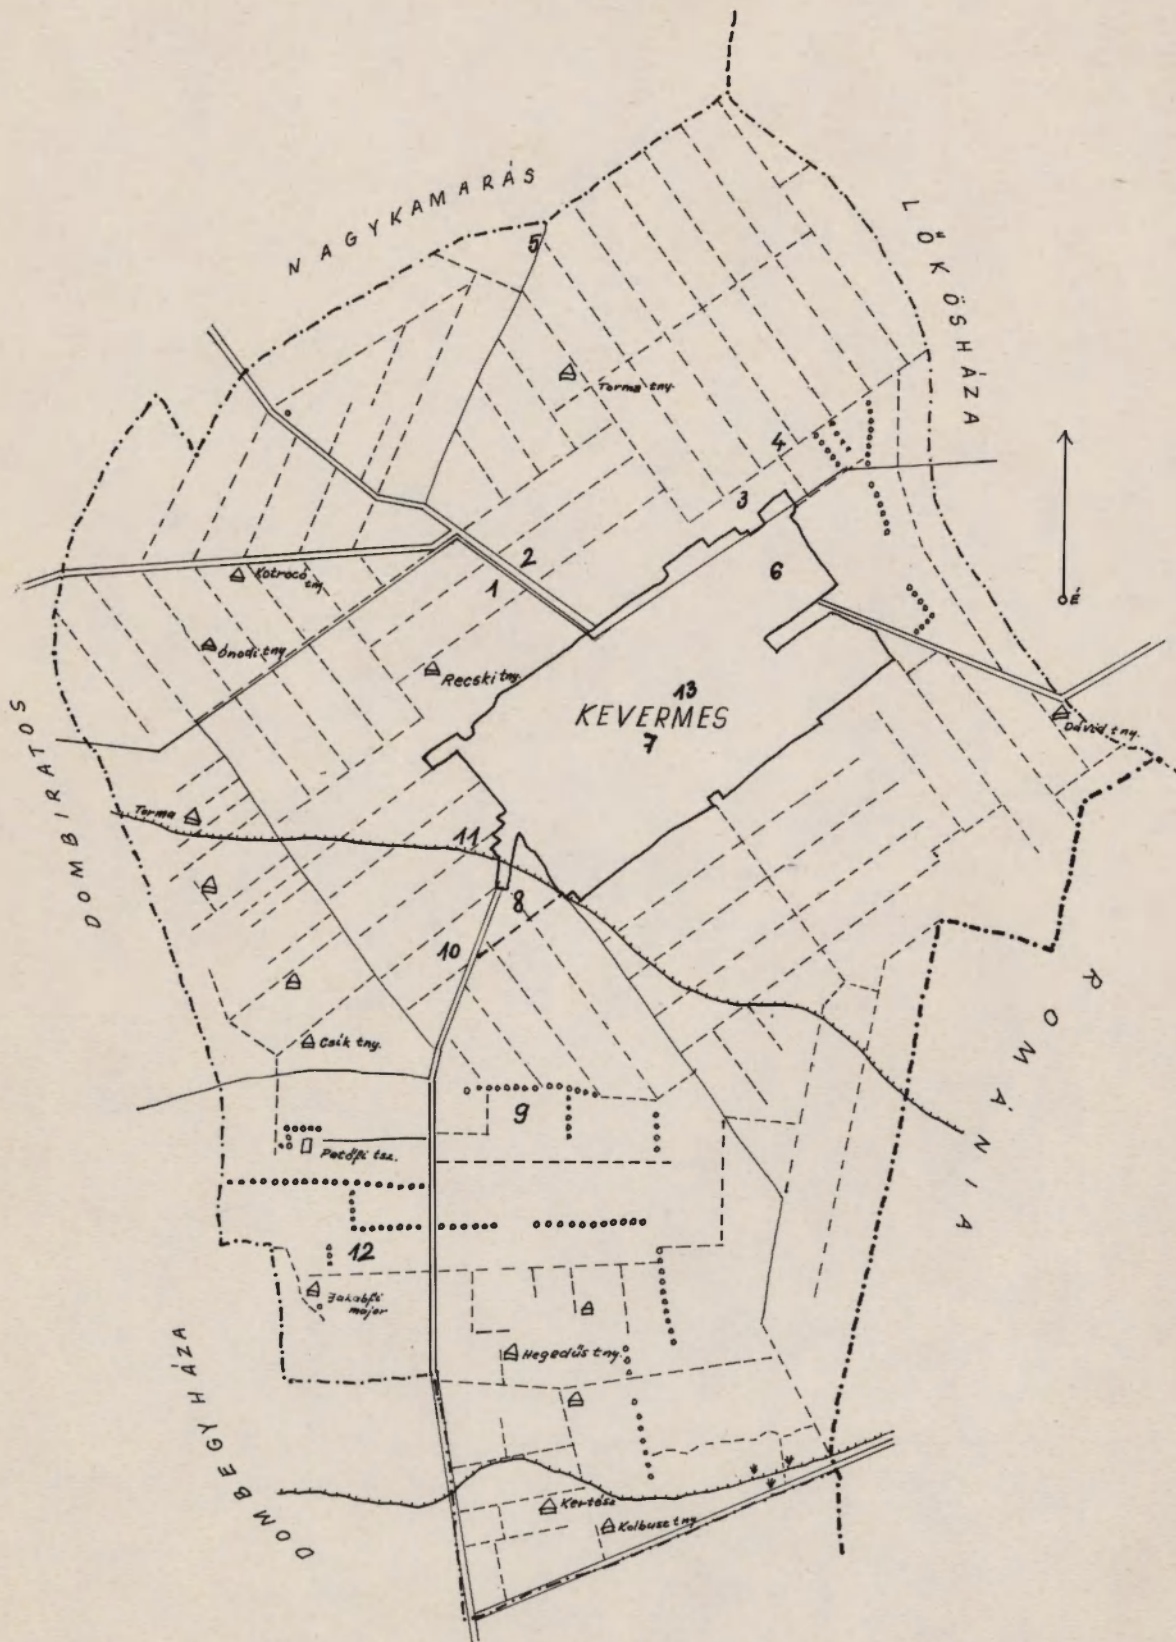 NAGYKAMARÁS
LŐKÖSHÁZA
5
Torma tny.
4
3
2
1
6
É
Kotrocó
tny.
Ónodi tny.
Recski tny.
13
KEVERMES
7
Dávid tny.
DOMBIRATOS
Torma
11
8
10
ROMÁNIA
Csík tny.
9
Petőfi tsz.
12
Jakabfi
major
Hegedűs tny.
DOMBEGYHÁZA
Kertész
Kolbusz tny.